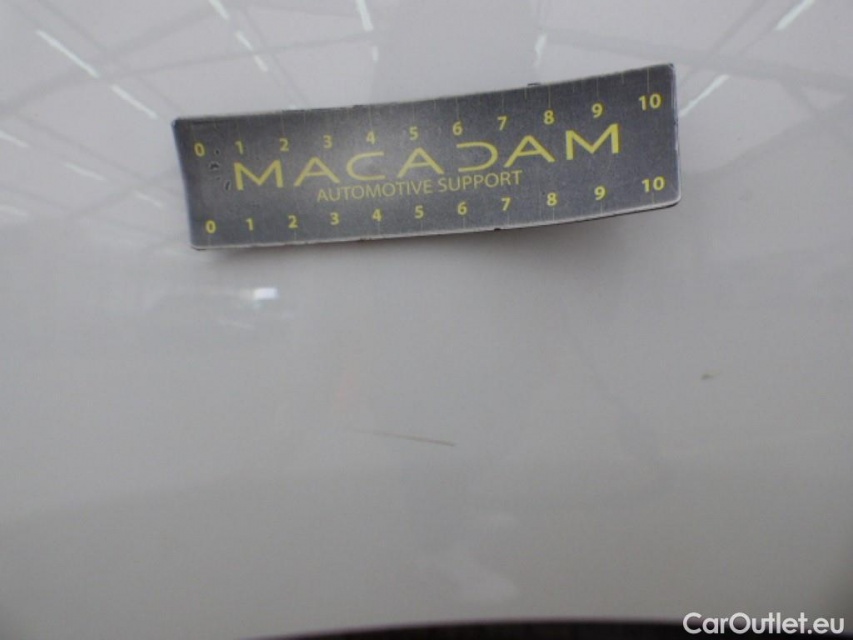 0 1 2 3 4 5 6 7 8 9 10
MACADAM
AUTOMOTIVE SUPPORT
0 1 2 3 4 5 6 7 8 9 10
CarOutlet.eu